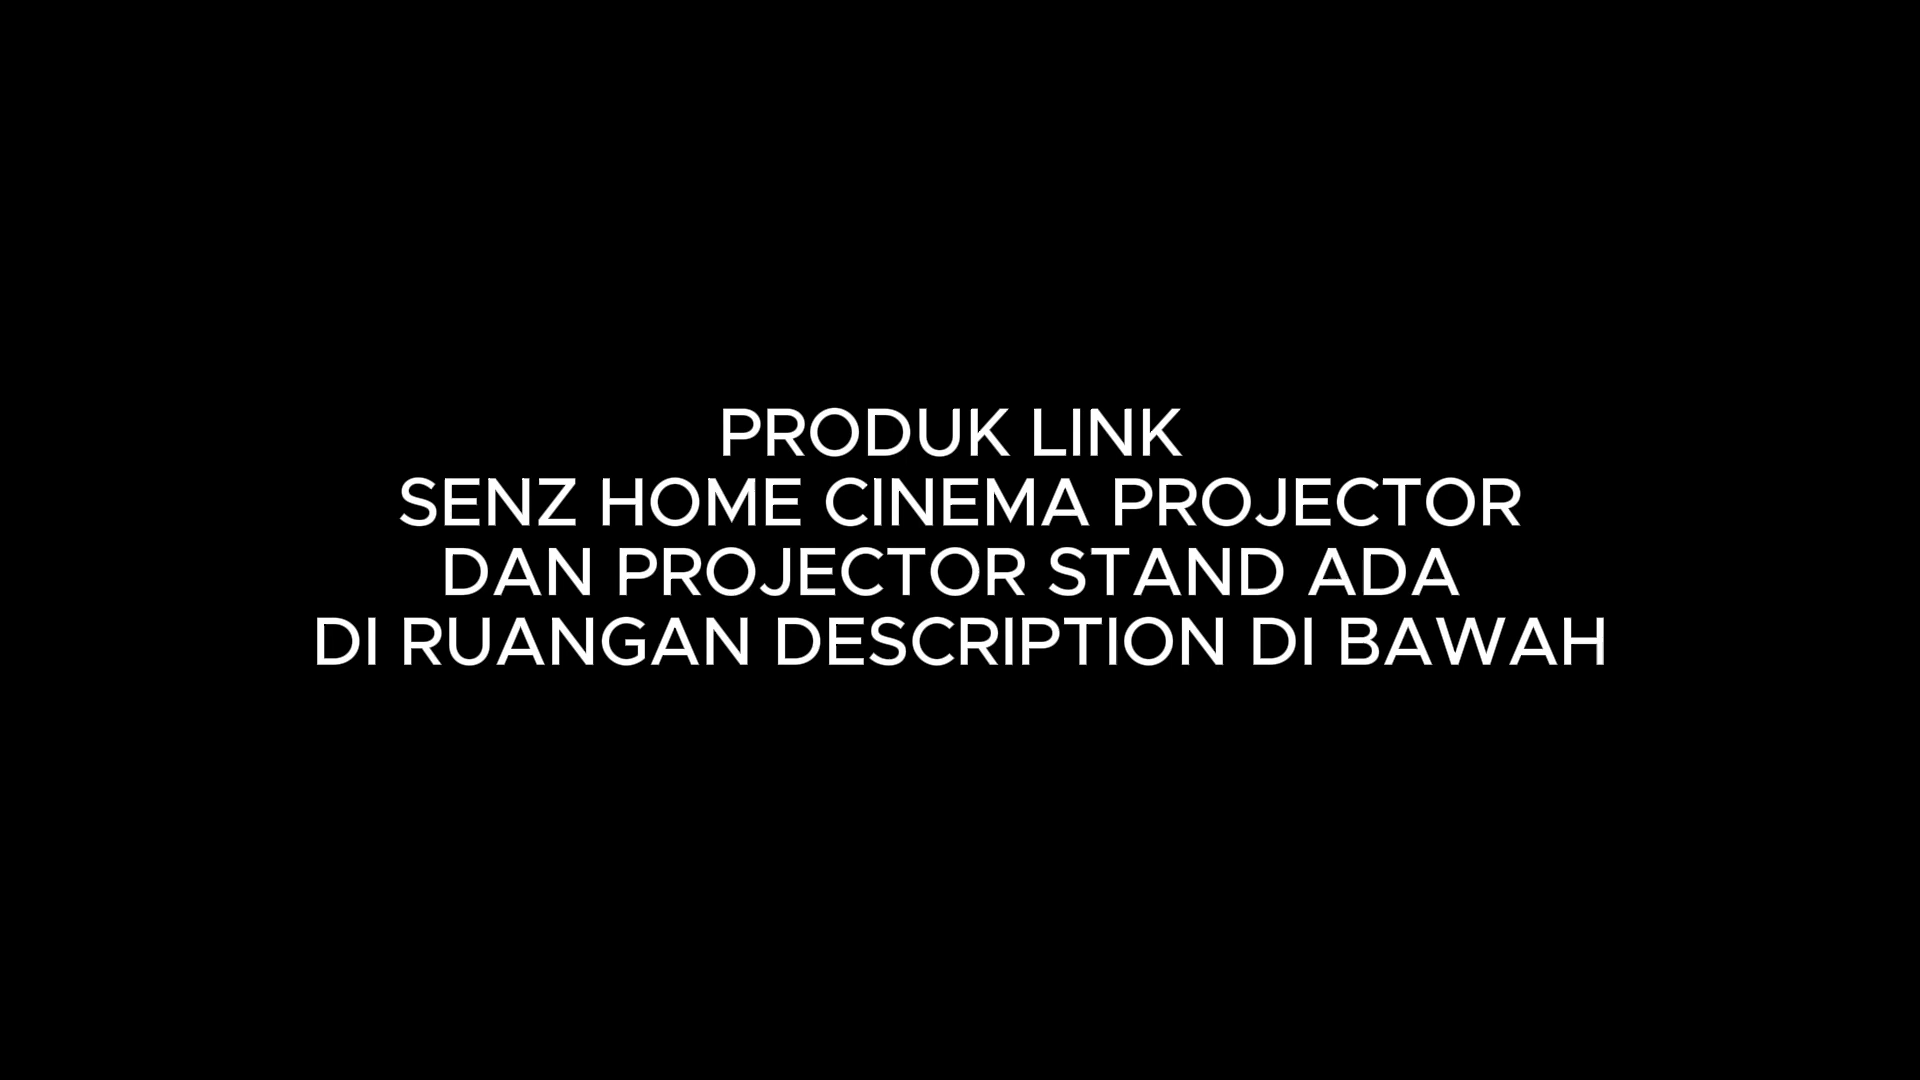 PRODUK LINK
SENZ HOME CINEMA PROJECTOR
DAN PROJECTOR STAND ADA
DI RUANGAN DESCRIPTION DI BAWAH